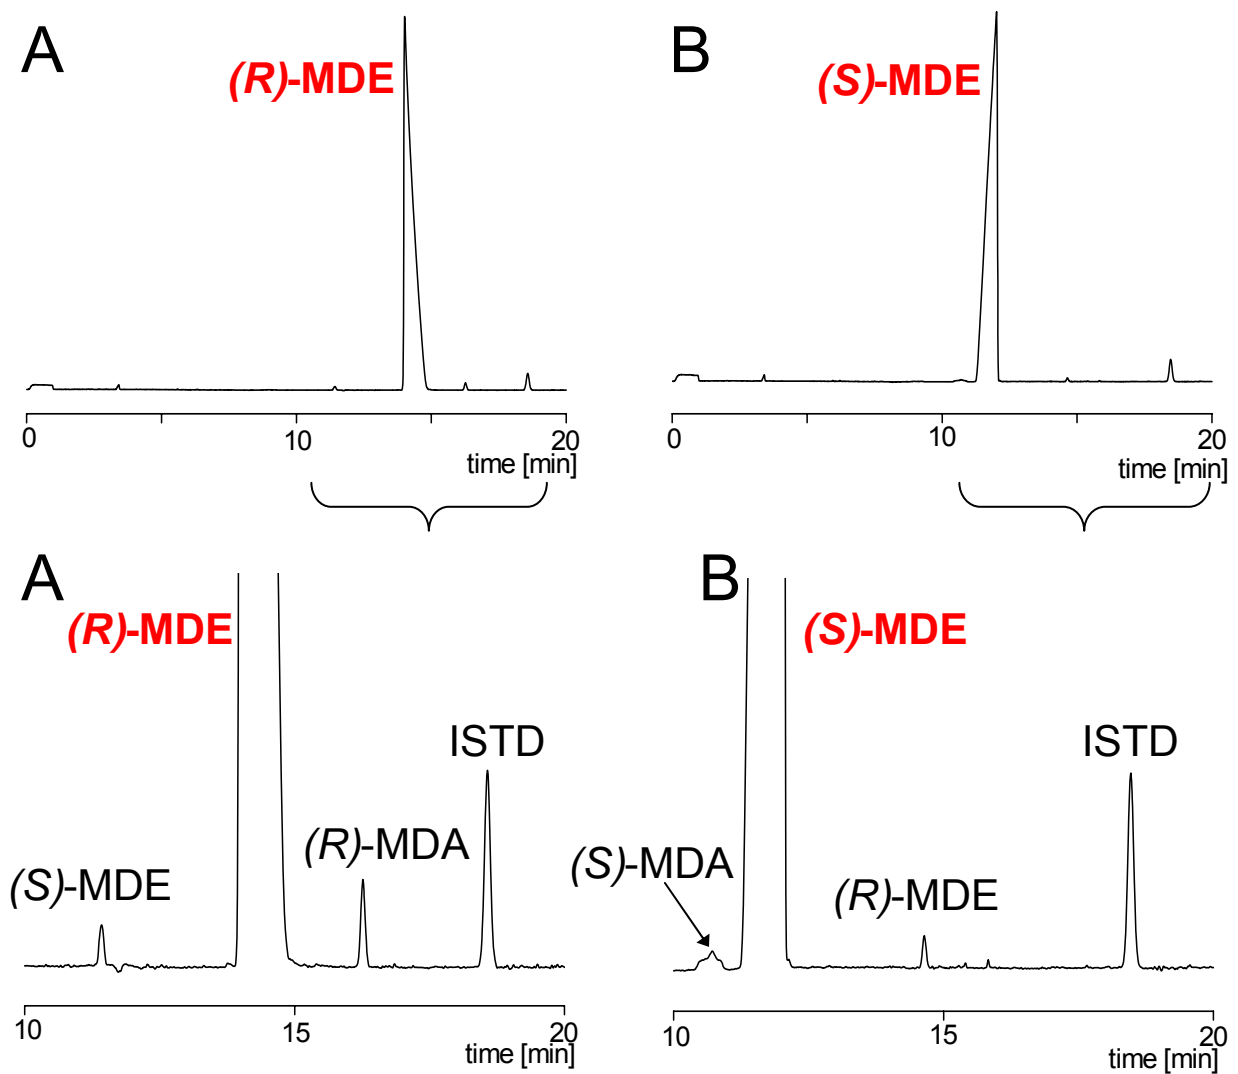 A
(R)-MDE
0
10
20
time [min]
B
(S)-MDE
0
10
20
time [min]
A
(R)-MDE
ISTD
(R)-MDA
(S)-MDE
10
15
20
time [min]
B
(S)-MDE
ISTD
(S)-MDA
(R)-MDE
10
15
20
time [min]